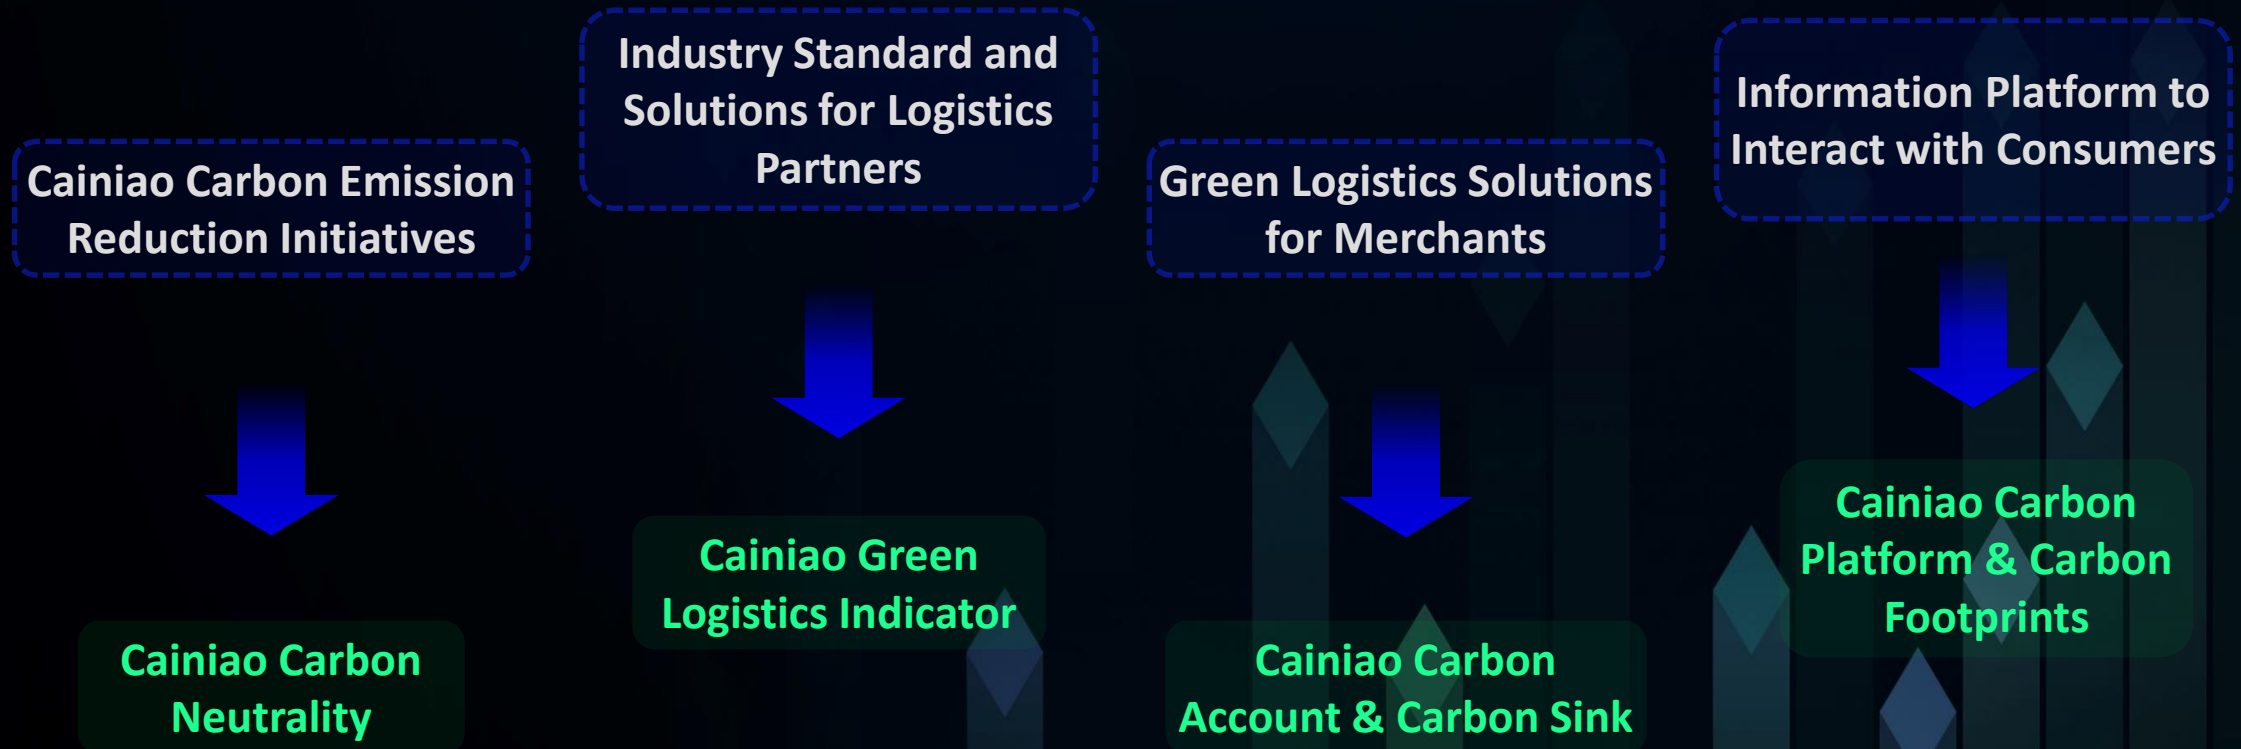 Cainiao Carbon Emission
Reduction Initiatives
Cainiao Carbon
Neutrality
Industry Standard and
Solutions for Logistics
Partners
Cainiao Green
Logistics Indicator
Green Logistics Solutions
for Merchants
Cainiao Carbon
Account & Carbon Sink
Information Platform to
Interact with Consumers
Cainiao Carbon
Platform & Carbon
Footprints